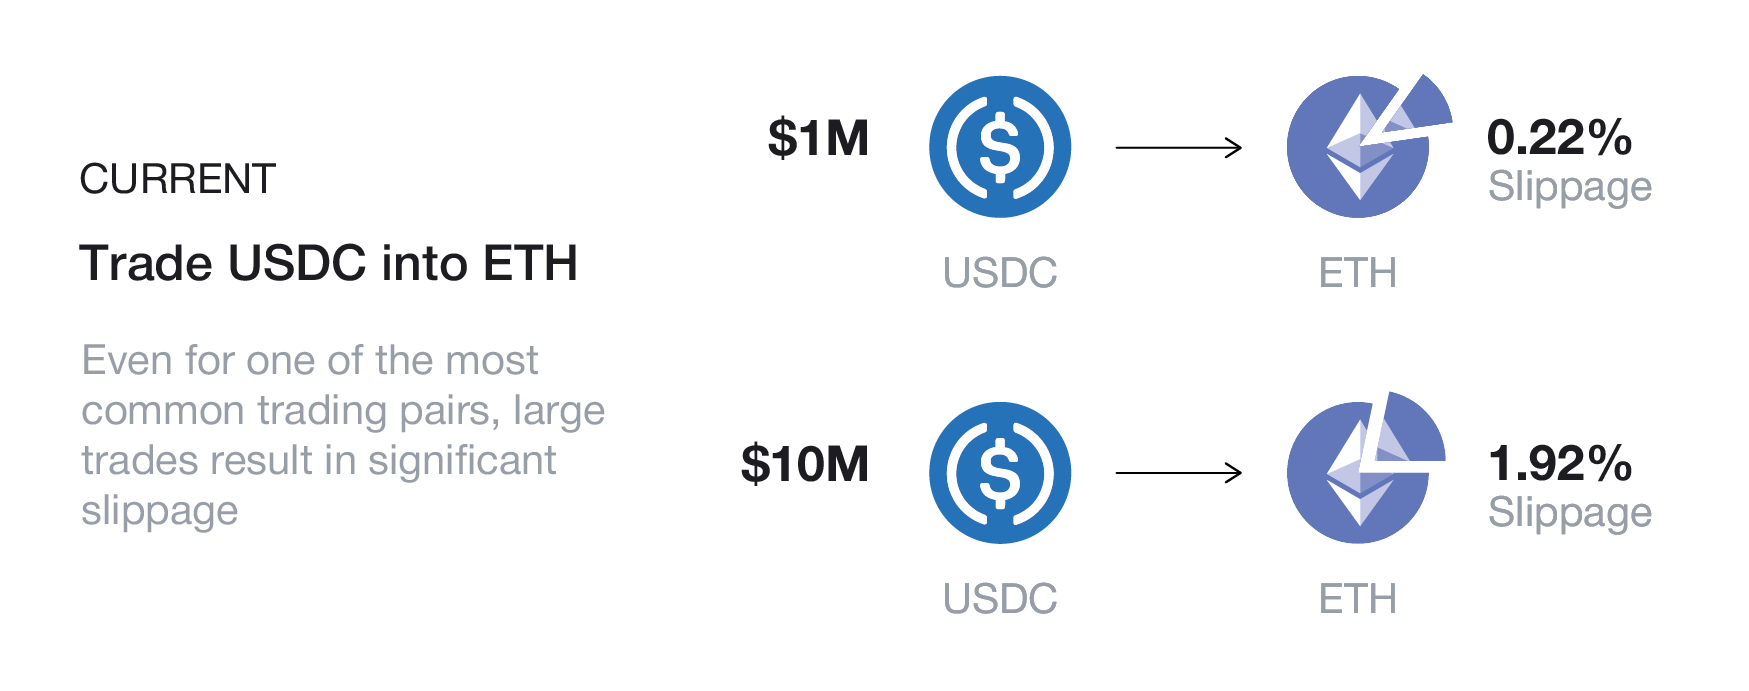 CURRENT
Trade USDC into ETH
Even for one of the most
common trading pairs, large
trades result in significant
slippage
$1M
$
0.22%
Slippage
USDC
ETH
$10M
$
1.92%
Slippage
USDC
ETH